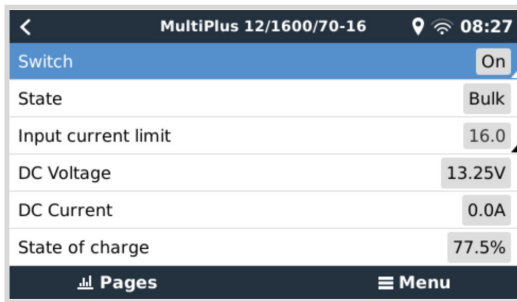 MultiPlus 12/1600/70-16 08:27
Switch On
State Bulk
Input current limit 16.0
DC Voltage 13.25V
DC Current 0.0A
State of charge 77.5%
Pages Menu